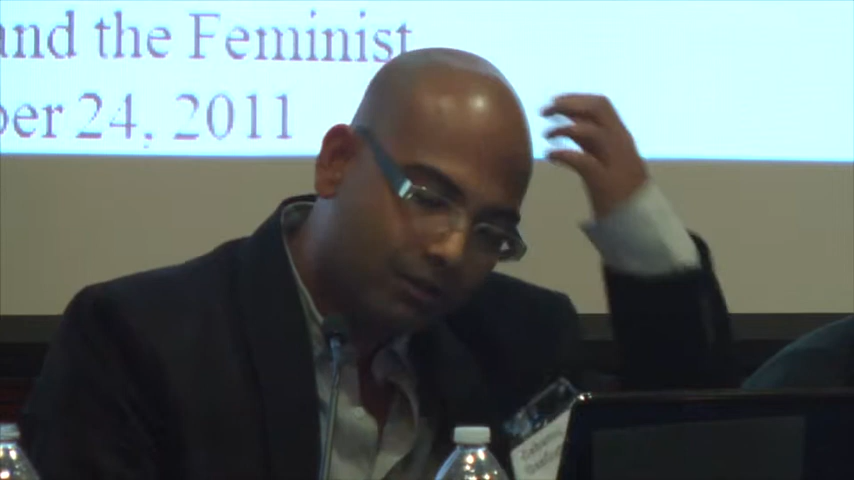 and the Feminist
ber 24, 2011